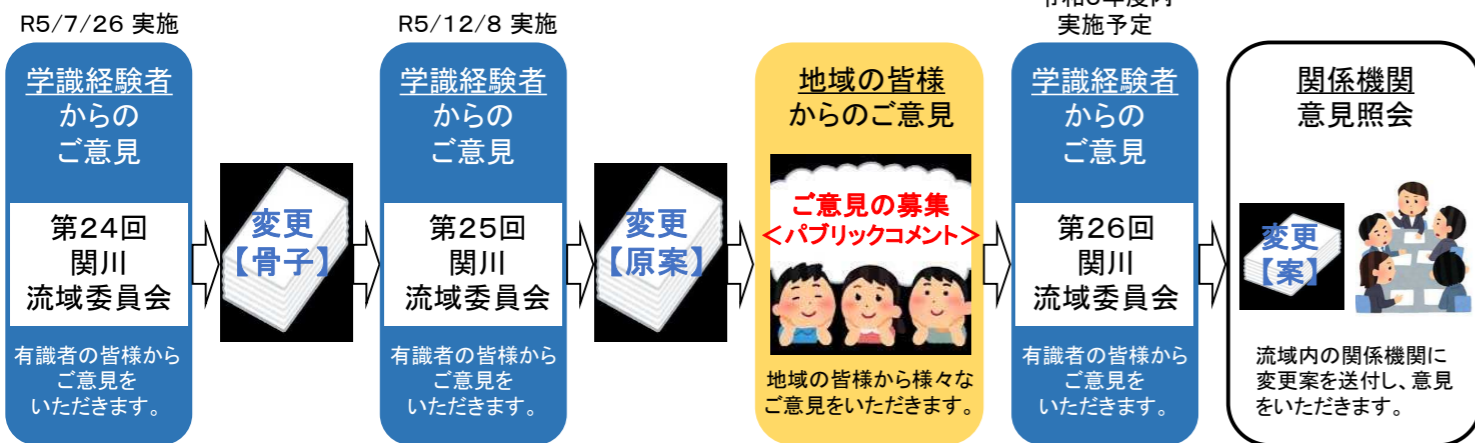 R5/7/26 実施
学識経験者
からの
ご意見
第24回
関川
流域委員会
有識者の皆様から
ご意見を
いただきます。
変更
【骨子】
R5/12/8 実施
学識経験者
からの
ご意見
第25回
関川
流域委員会
有識者の皆様から
ご意見を
いただきます。
変更
【原案】
地域の皆様
からのご意見
ご意見の募集
<パブリックコメント>
地域の皆様から様々な
ご意見をいただきます。
実施予定
学識経験者
からの
ご意見
第26回
関川
流域委員会
有識者の皆様から
ご意見を
いただきます。
関係機関
意見照会
変更
【案】
流域内の関係機関に
変更案を送付し、意見
をいただきます。